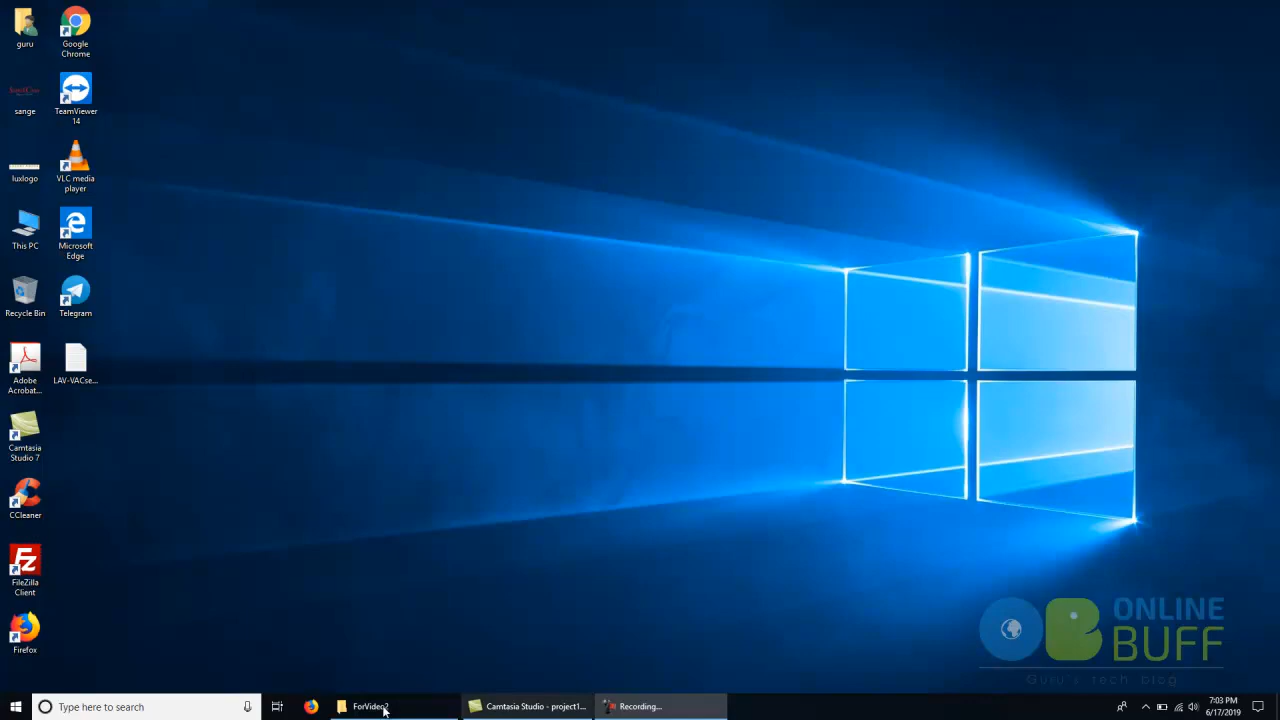 guru
Google
Chrome
sange
TeamViewer
14
luxlogo
VLC media
player
This PC
Microsoft
Edge
Recycle Bin
Telegram
Adobe
Acrobat...
LAV-VACse...
Camtasia
Studio 7
CCleaner
FileZilla
Client
Firefox
ONLINE
BUFF
Guru's tech blog
Type here to search
ForVideo2
Camtasia Studio - project1...
Recording...
7:03 PM
6/17/2019